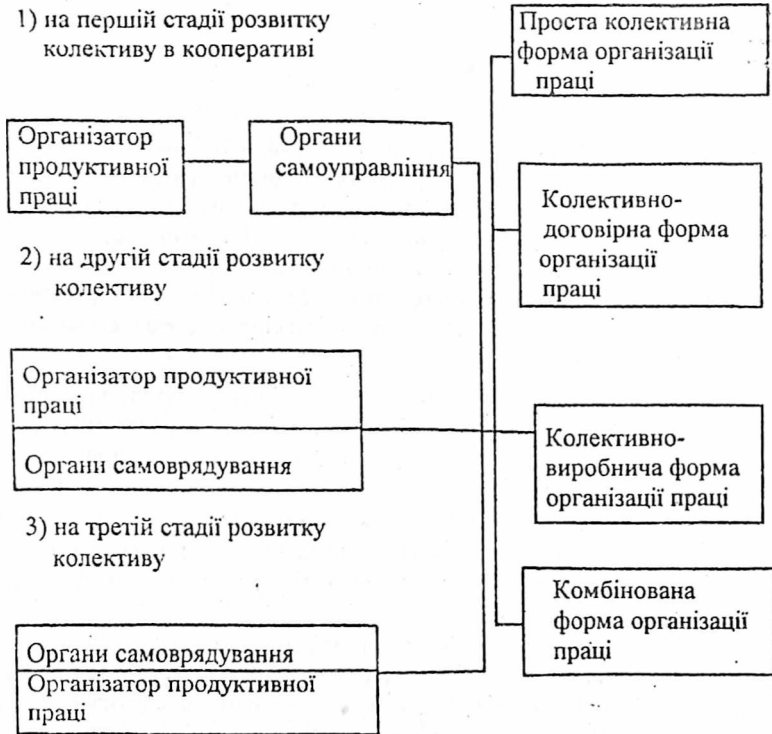 1) на першій стадії розвитку
колективу в кооперативі
Організатор
продуктивної
праці
Органи
самоуправління
2) на другій стадії розвитку
колективу
Організатор продуктивної
праці
Органи самоврядування
3) на третій стадії розвитку
колективу
Органи самоврядування
Організатор продуктивної
праці
Проста колективна
форма організації
праці
Колективно-
договірна форма
організації
праці
Колективно-
виробнича форма
організації праці
Комбінована
форма організації
праці